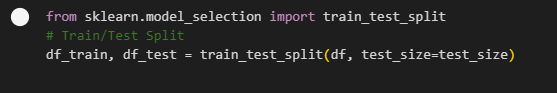 from sklearn.model_selection import train_test_split
# Train/Test Split
df_train, df_test = train_test_split(df, test_size=test_size)